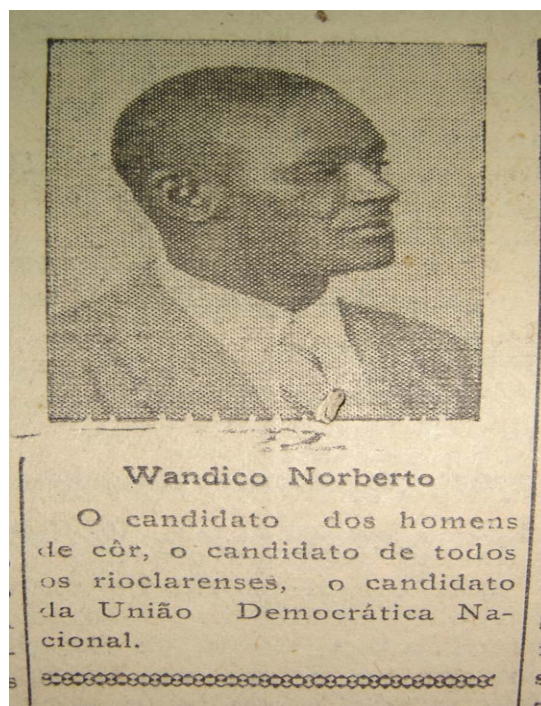 Wandico Norberto
O candidato dos homens
de côr, o candidato de todos
os rioclarenses, o candidato
da União Democrática Na-
cional.